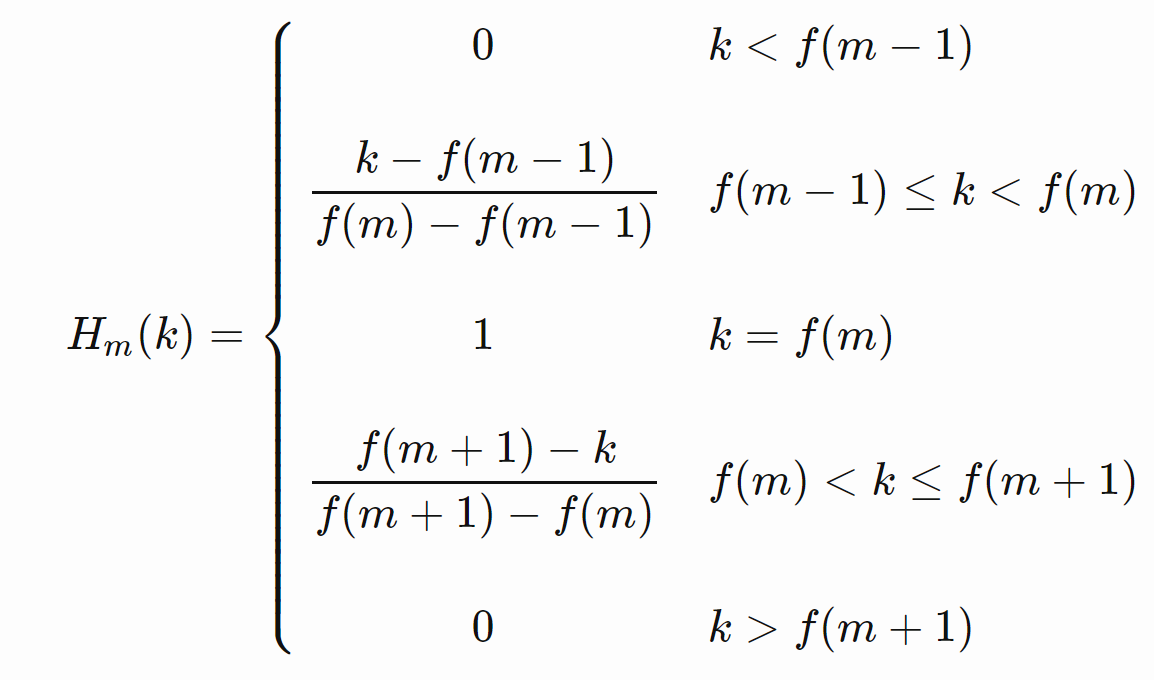 0 k < f(m − 1)
k − f(m − 1)
f(m) − f(m − 1) f(m − 1) ≤ k < f(m)
H_m(k) = { 1 k = f(m)
f(m + 1) − k
f(m + 1) − f(m) f(m) < k ≤ f(m + 1)
0 k > f(m + 1)